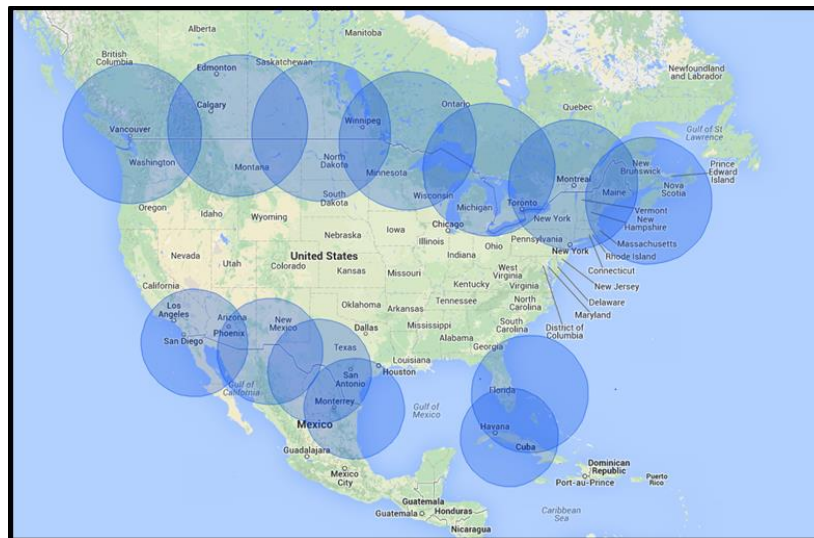 Alberta
Manitoba
British
Columbia
Edmonton
Saskatchewan
Newfoundland
and Labrador
Calgary
Ontario
Quebec
Vancouver
Winnipeg
Gulf of St
Lawrence
Washington
Montana
North
Dakota
Minnesota
Montreal
New
Brunswick
Prince
Edward
Island
Nova
Scotia
Maine
Oregon
Idaho
South
Dakota
Wisconsin
Michigan
Toronto
Vermont
New
Hampshire
Wyoming
New York
Chicago
Massachusetts
Nebraska
Iowa
Illinois
Indiana
Ohio
Pennsylvania
New York
Rhode Island
Connecticut
New Jersey
Nevada
Utah
Colorado
United States
Kansas
Missouri
West
Virginia
Virginia
Kentucky
Delaware
Maryland
District of
Columbia
California
Los
Angeles
San Diego
Arizona
Phoenix
New
Mexico
Oklahoma
Arkansas
Tennessee
North
Carolina
South
Carolina
Dallas
Mississippi
Alabama
Georgia
Texas
Louisiana
San
Antonio
Houston
Gulf of
California
Monterrey
Florida
Gulf of
Mexico
Mexico
Havana
Cuba
Guadalajara
Mexico
City
Dominican
Republic
Port-au-Prince
Puerto
Rico
Guatemala
Honduras
Guatemala
Nicaragua
Caribbean
Sea